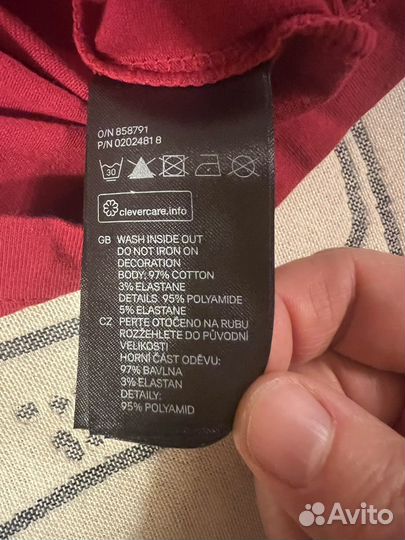 O/N 858791
P/N 0202481 8
30
clevercare.info
GB WASH INSIDE OUT
DO NOT IRON ON
DECORATION
BODY: 97% COTTON
3% ELASTANE
DETAILS: 95% POLYAMIDE
5% ELASTANE
CZ PERTE OTOČENO NA RUBU
ROZŽEHLETE DO PŮVODNÍ
VELIKOSTI
HORNÍ ČÁST ODĚVU:
97% BAVLNA
3% ELASTAN
DETAILY:
95% POLYAMID
Avito